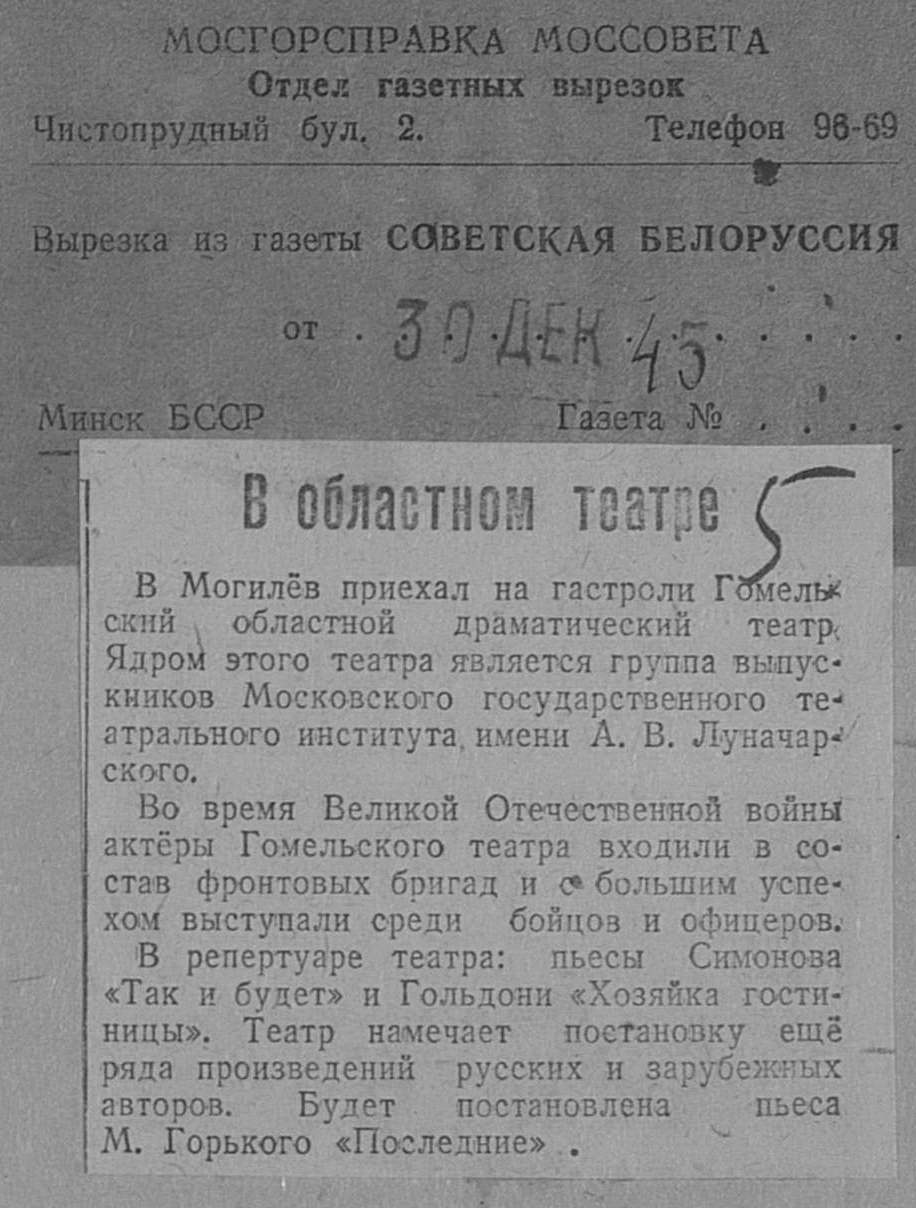 МОСГОРСПРАВКА МОССОВЕТА
Отдел газетных вырезок
Чистопрудный бул. 2. Телефон 96-69
Вырезка из газеты СОВЕТСКАЯ БЕЛОРУССИЯ
от . 30 ДЕК 45 . . . .
Минск БССР Газета № . . . .
В областном театре 5
В Могилёв приехал на гастроли Гомель-
ский областной драматический театр.
Ядром этого театра является группа выпус-
кников Московского государственного те-
атрального института имени А. В. Луначар-
ского.
Во время Великой Отечественной войны
актёры Гомельского театра входили в со-
став фронтовых бригад и с большим успе-
хом выступали среди бойцов и офицеров.
В репертуаре театра: пьесы Симонова
«Так и будет» и Гольдони «Хозяйка гости-
ницы». Театр намечает постановку ещё
ряда произведений русских и зарубежных
авторов. Будет постановлена пьеса
М. Горького «Последние» .